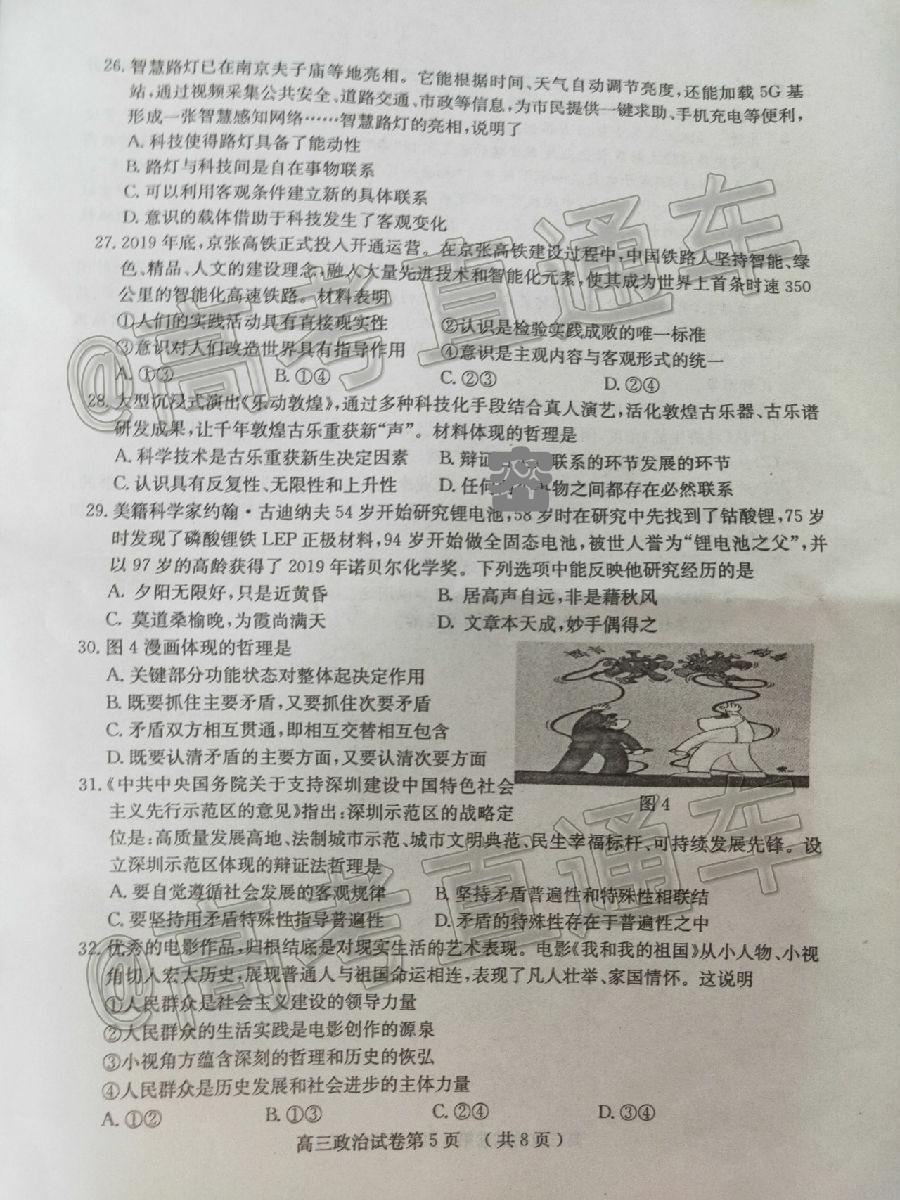 26. 智慧路灯已在南京夫子庙等地亮相。它能根据时间、天气自动调节亮度，还能加载 5G 基
站，通过视频采集公共安全、道路交通、市政等信息，为市民提供一键求助、手机充电等便利，
形成一张智慧感知网络……智慧路灯的亮相，说明了
A. 科技使得路灯具备了能动性
B. 路灯与科技间是自在事物联系
C. 可以利用客观条件建立新的具体联系
D. 意识的载体借助于科技发生了客观变化
27. 2019 年底，京张高铁正式投入开通运营。在京张高铁建设过程中，中国铁路人坚持智能、绿
色、精品、人文的建设理念，融入大量先进技术和智能化元素，使其成为世界上首条时速 350
公里的智能化高速铁路。材料表明
①人们的实践活动具有直接现实性 ②认识是检验实践成败的唯一标准
③意识对人们改造世界具有指导作用 ④意识是主观内容与客观形式的统一
A. ①③ B. ①④ C. ②③ D. ②④
28. 大型沉浸式演出《乐动敦煌》，通过多种科技化手段结合真人演艺，活化敦煌古乐器、古乐谱
研发成果，让千年敦煌古乐重获新“声”。材料体现的哲理是
A. 科学技术是古乐重获新生决定因素 B. 辩证 联系的环节发展的环节
C. 认识具有反复性、无限性和上升性 D. 任何 事物之间都存在必然联系
29. 美籍科学家约翰·古迪纳夫 54 岁开始研究锂电池，58 岁时在研究中先找到了钴酸锂，75 岁
时发现了磷酸锂铁 LEP 正极材料，94 岁开始做全固态电池，被世人誉为“锂电池之父”，并
以 97 岁的高龄获得了 2019 年诺贝尔化学奖。下列选项中能反映他研究经历的是
A. 夕阳无限好，只是近黄昏 B. 居高声自远，非是藉秋风
C. 莫道桑榆晚，为霞尚满天 D. 文章本天成，妙手偶得之
30. 图 4 漫画体现的哲理是
A. 关键部分功能状态对整体起决定作用
B. 既要抓住主要矛盾，又要抓住次要矛盾
C. 矛盾双方相互贯通，即相互交替相互包含
D. 既要认清矛盾的主要方面，又要认清次要方面
图 4
31. 《中共中央国务院关于支持深圳建设中国特色社会
主义先行示范区的意见》指出：深圳示范区的战略定
位是：高质量发展高地、法制城市示范、城市文明典范、民生幸福标杆、可持续发展先锋。设
立深圳示范区体现的辩证法哲理是
A. 要自觉遵循社会发展的客观规律 B. 坚持矛盾普遍性和特殊性相联结
C. 要坚持用矛盾特殊性指导普遍性 D. 矛盾的特殊性存在于普遍性之中
32. 优秀的电影作品，归根结底是对现实生活的艺术表现。电影《我和我的祖国》从小人物、小视
角切入宏大历史，展现普通人与祖国命运相连，表现了凡人壮举、家国情怀。这说明
①人民群众是社会主义建设的领导力量
②人民群众的生活实践是电影创作的源泉
③小视角方蕴含深刻的哲理和历史的恢弘
④人民群众是历史发展和社会进步的主体力量
A. ①② B. ①③ C. ②④ D. ③④
高三政治试卷第 5 页 （共 8 页）
@高考直通车
@高考直通车